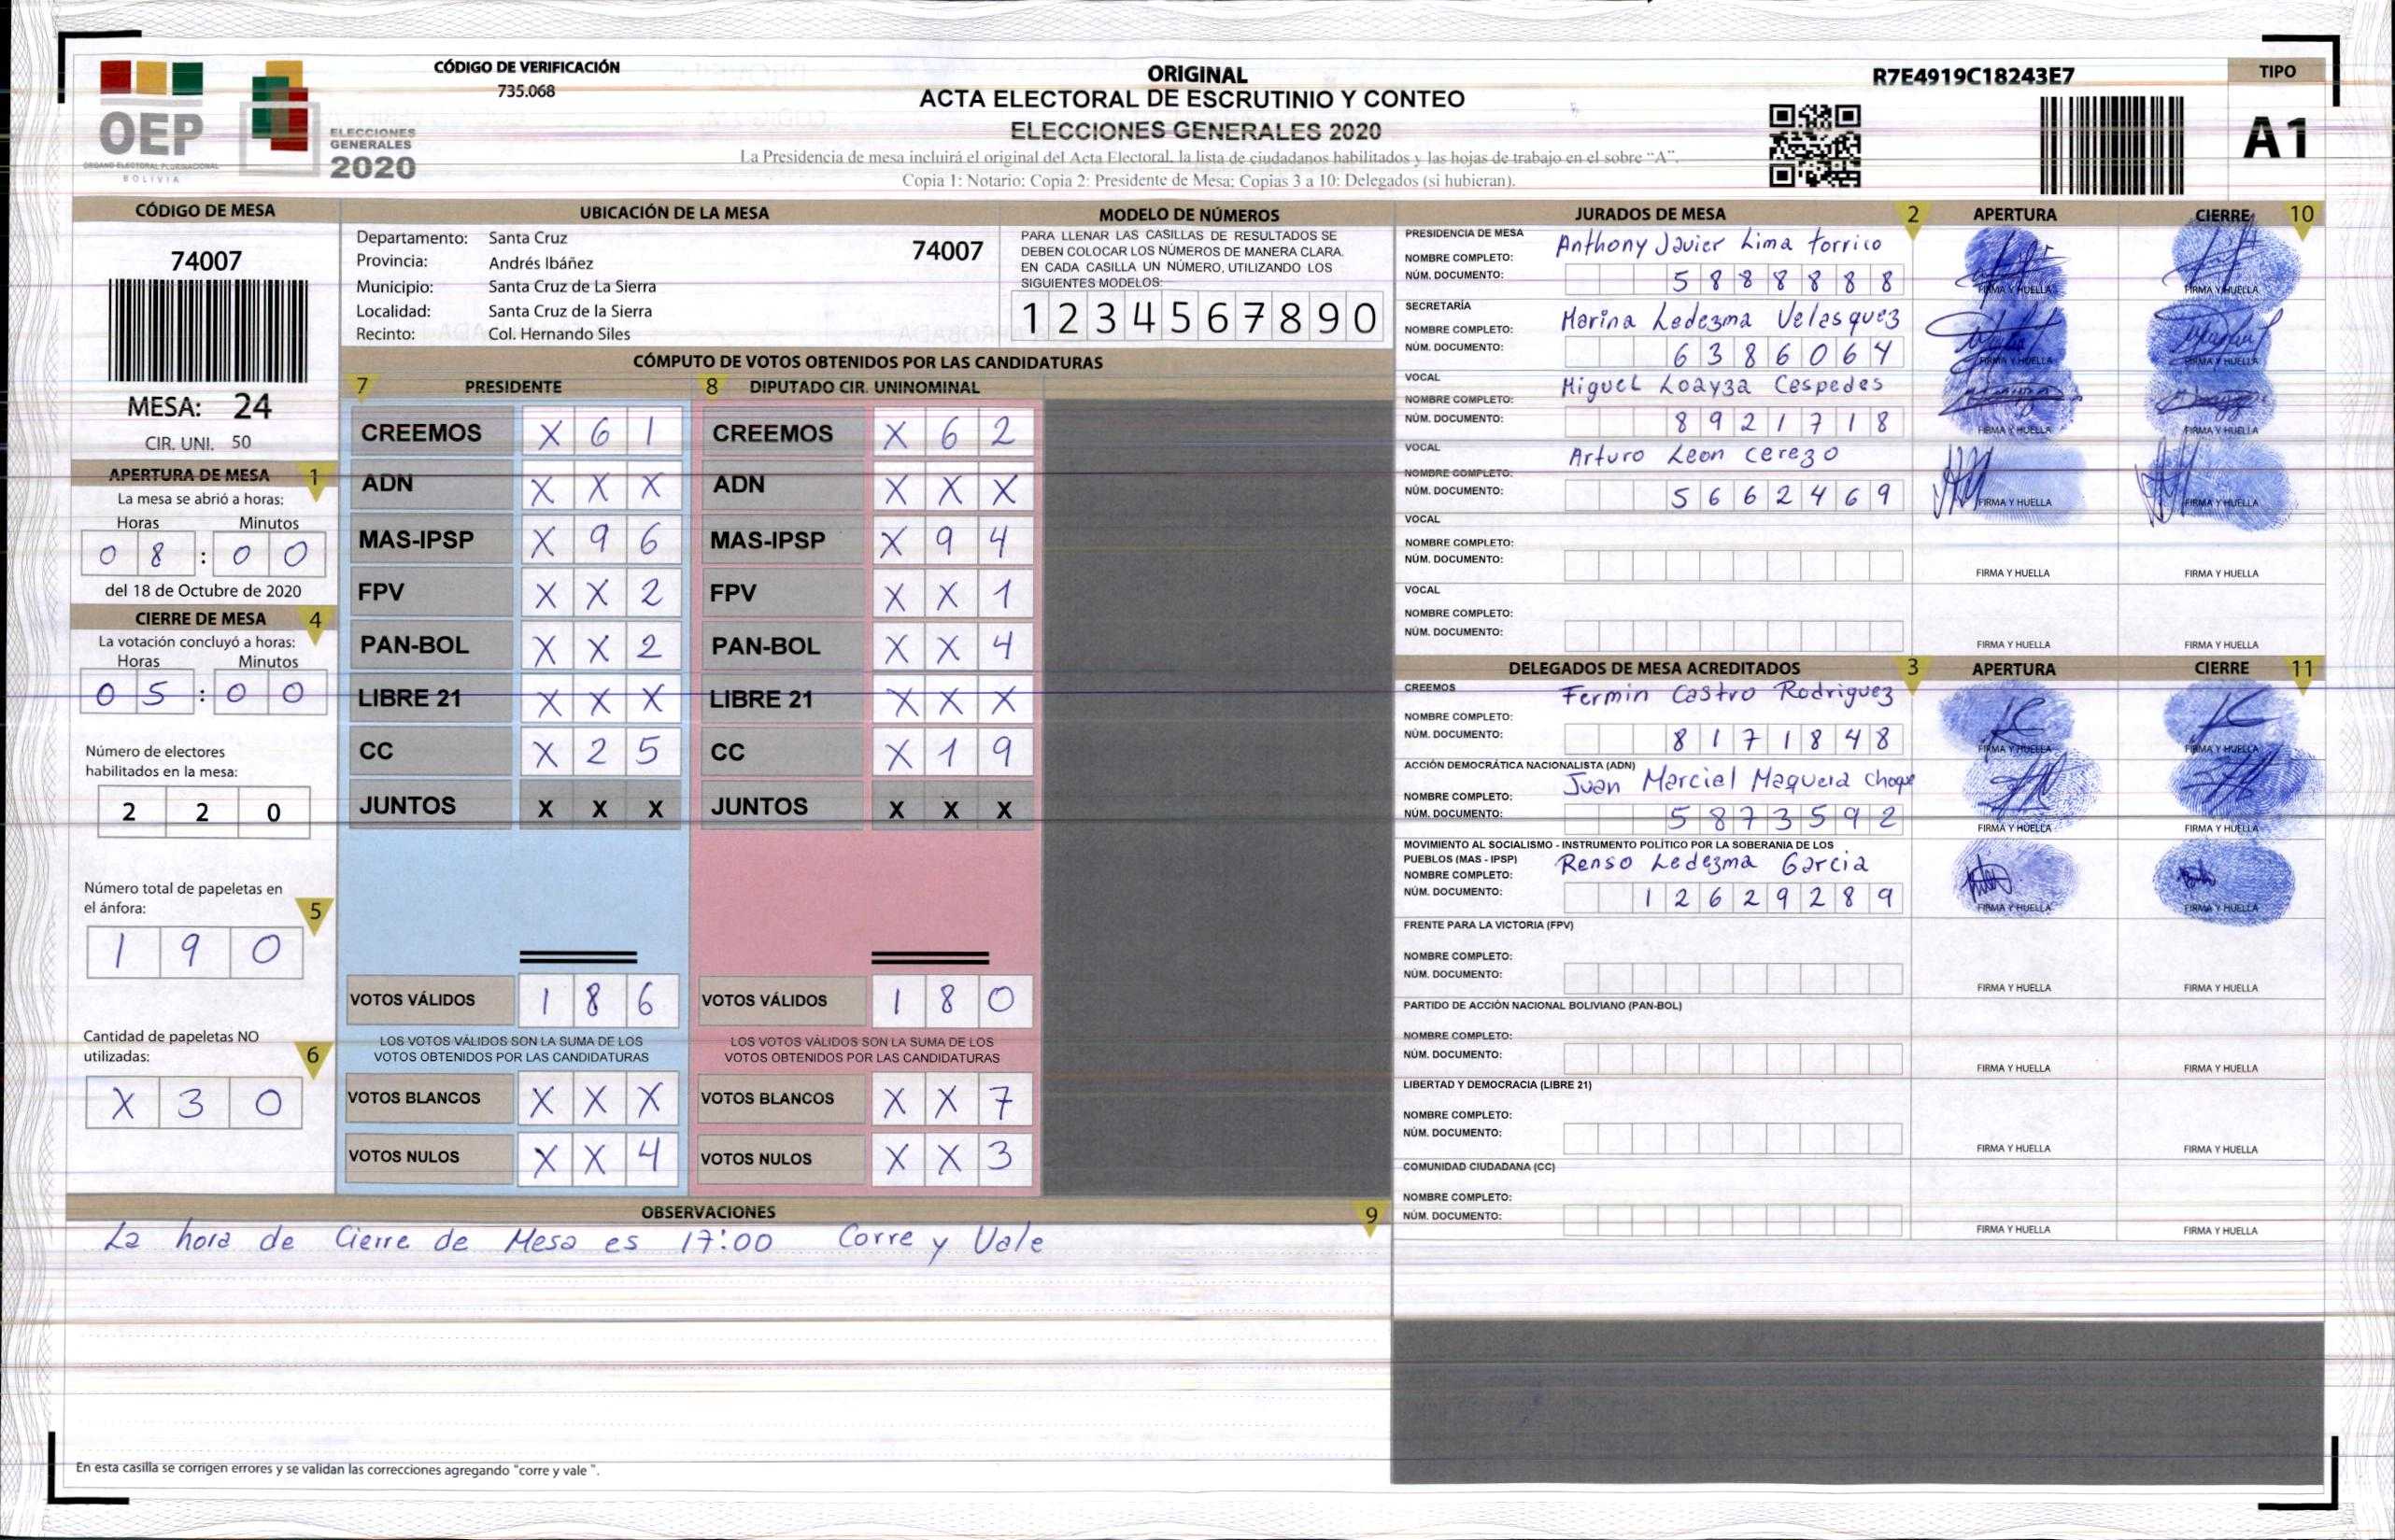 OEP
ÓRGANO ELECTORAL PLURINACIONAL
BOLIVIA
ELECCIONES
GENERALES
2020
CÓDIGO DE VERIFICACIÓN
735.068
ORIGINAL
ACTA ELECTORAL DE ESCRUTINIO Y CONTEO
ELECCIONES GENERALES 2020
La Presidencia de mesa incluirá el original del Acta Electoral, la lista de ciudadanos habilitados y las hojas de trabajo en el sobre "A".
Copia 1: Notario: Copia 2: Presidente de Mesa: Copias 3 a 10: Delegados (si hubieran).
R7E4919C18243E7
TIPO
A1
CÓDIGO DE MESA
74007
MESA: 24
CIR. UNI. 50
APERTURA DE MESA 1
La mesa se abrió a horas:
Horas Minutos
0 8 : 0 0
del 18 de Octubre de 2020
CIERRE DE MESA 4
La votación concluyó a horas:
Horas Minutos
0 5 : 0 0
Número de electores
habilitados en la mesa:
2 2 0
Número total de papeletas en
el ánfora: 5
1 9 0
Cantidad de papeletas NO
utilizadas: 6
X 3 0
UBICACIÓN DE LA MESA
Departamento: Santa Cruz 74007
Provincia: Andrés Ibáñez
Municipio: Santa Cruz de La Sierra
Localidad: Santa Cruz de la Sierra
Recinto: Col. Hernando Siles
MODELO DE NÚMEROS
PARA LLENAR LAS CASILLAS DE RESULTADOS SE
DEBEN COLOCAR LOS NÚMEROS DE MANERA CLARA.
EN CADA CASILLA UN NÚMERO, UTILIZANDO LOS
SIGUIENTES MODELOS:
1 2 3 4 5 6 7 8 9 0
CÓMPUTO DE VOTOS OBTENIDOS POR LAS CANDIDATURAS
7 PRESIDENTE 8 DIPUTADO CIR. UNINOMINAL
CREEMOS X 6 1 CREEMOS X 6 2
ADN X X X ADN X X X
MAS-IPSP X 9 6 MAS-IPSP X 9 4
FPV X X 2 FPV X X 1
PAN-BOL X X 2 PAN-BOL X X 4
LIBRE 21 X X X LIBRE 21 X X X
CC X 2 5 CC X 1 9
JUNTOS X X X JUNTOS X X X
VOTOS VÁLIDOS 1 8 6 VOTOS VÁLIDOS 1 8 0
LOS VOTOS VÁLIDOS SON LA SUMA DE LOS LOS VOTOS VÁLIDOS SON LA SUMA DE LOS
VOTOS OBTENIDOS POR LAS CANDIDATURAS VOTOS OBTENIDOS POR LAS CANDIDATURAS
VOTOS BLANCOS X X X VOTOS BLANCOS X X 7
VOTOS NULOS X X 4 VOTOS NULOS X X 3
OBSERVACIONES 9
La hora de Cierre de Mesa es 17:00 Corre y Vale
En esta casilla se corrigen errores y se validan las correcciones agregando "corre y vale ".
JURADOS DE MESA 2 APERTURA CIERRE 10
PRESIDENCIA DE MESA Anthony Javier Lima torrico
NOMBRE COMPLETO:
NÚM. DOCUMENTO: 5 8 8 8 8 8 8 FIRMA Y HUELLA FIRMA Y HUELLA
SECRETARÍA
NOMBRE COMPLETO: Marina Ledezma Velasquez
NÚM. DOCUMENTO: 6 3 8 6 0 6 4 FIRMA Y HUELLA FIRMA Y HUELLA
VOCAL Miguel Loayza Cespedes
NOMBRE COMPLETO:
NÚM. DOCUMENTO: 8 9 2 1 7 1 8 FIRMA Y HUELLA FIRMA Y HUELLA
VOCAL Arturo Leon cerezo
NOMBRE COMPLETO:
NÚM. DOCUMENTO: 5 6 6 2 4 6 9 FIRMA Y HUELLA FIRMA Y HUELLA
VOCAL
NOMBRE COMPLETO:
NÚM. DOCUMENTO: FIRMA Y HUELLA FIRMA Y HUELLA
VOCAL
NOMBRE COMPLETO:
NÚM. DOCUMENTO: FIRMA Y HUELLA FIRMA Y HUELLA
DELEGADOS DE MESA ACREDITADOS 3 APERTURA CIERRE 11
CREEMOS Fermin Castro Rodriguez
NOMBRE COMPLETO:
NÚM. DOCUMENTO: 8 1 7 1 8 4 8 FIRMA Y HUELLA FIRMA Y HUELLA
ACCIÓN DEMOCRÁTICA NACIONALISTA (ADN)
NOMBRE COMPLETO: Juan Marcial Maquera Choque
NÚM. DOCUMENTO: 5 8 7 3 5 9 2 FIRMA Y HUELLA FIRMA Y HUELLA
MOVIMIENTO AL SOCIALISMO - INSTRUMENTO POLÍTICO POR LA SOBERANIA DE LOS
PUEBLOS (MAS - IPSP) Renso Ledezma Garcia
NOMBRE COMPLETO:
NÚM. DOCUMENTO: 1 2 6 2 9 2 8 9 FIRMA Y HUELLA FIRMA Y HUELLA
FRENTE PARA LA VICTORIA (FPV)
NOMBRE COMPLETO:
NÚM. DOCUMENTO: FIRMA Y HUELLA FIRMA Y HUELLA
PARTIDO DE ACCIÓN NACIONAL BOLIVIANO (PAN-BOL)
NOMBRE COMPLETO:
NÚM. DOCUMENTO: FIRMA Y HUELLA FIRMA Y HUELLA
LIBERTAD Y DEMOCRACIA (LIBRE 21)
NOMBRE COMPLETO:
NÚM. DOCUMENTO: FIRMA Y HUELLA FIRMA Y HUELLA
COMUNIDAD CIUDADANA (CC)
NOMBRE COMPLETO:
NÚM. DOCUMENTO: FIRMA Y HUELLA FIRMA Y HUELLA